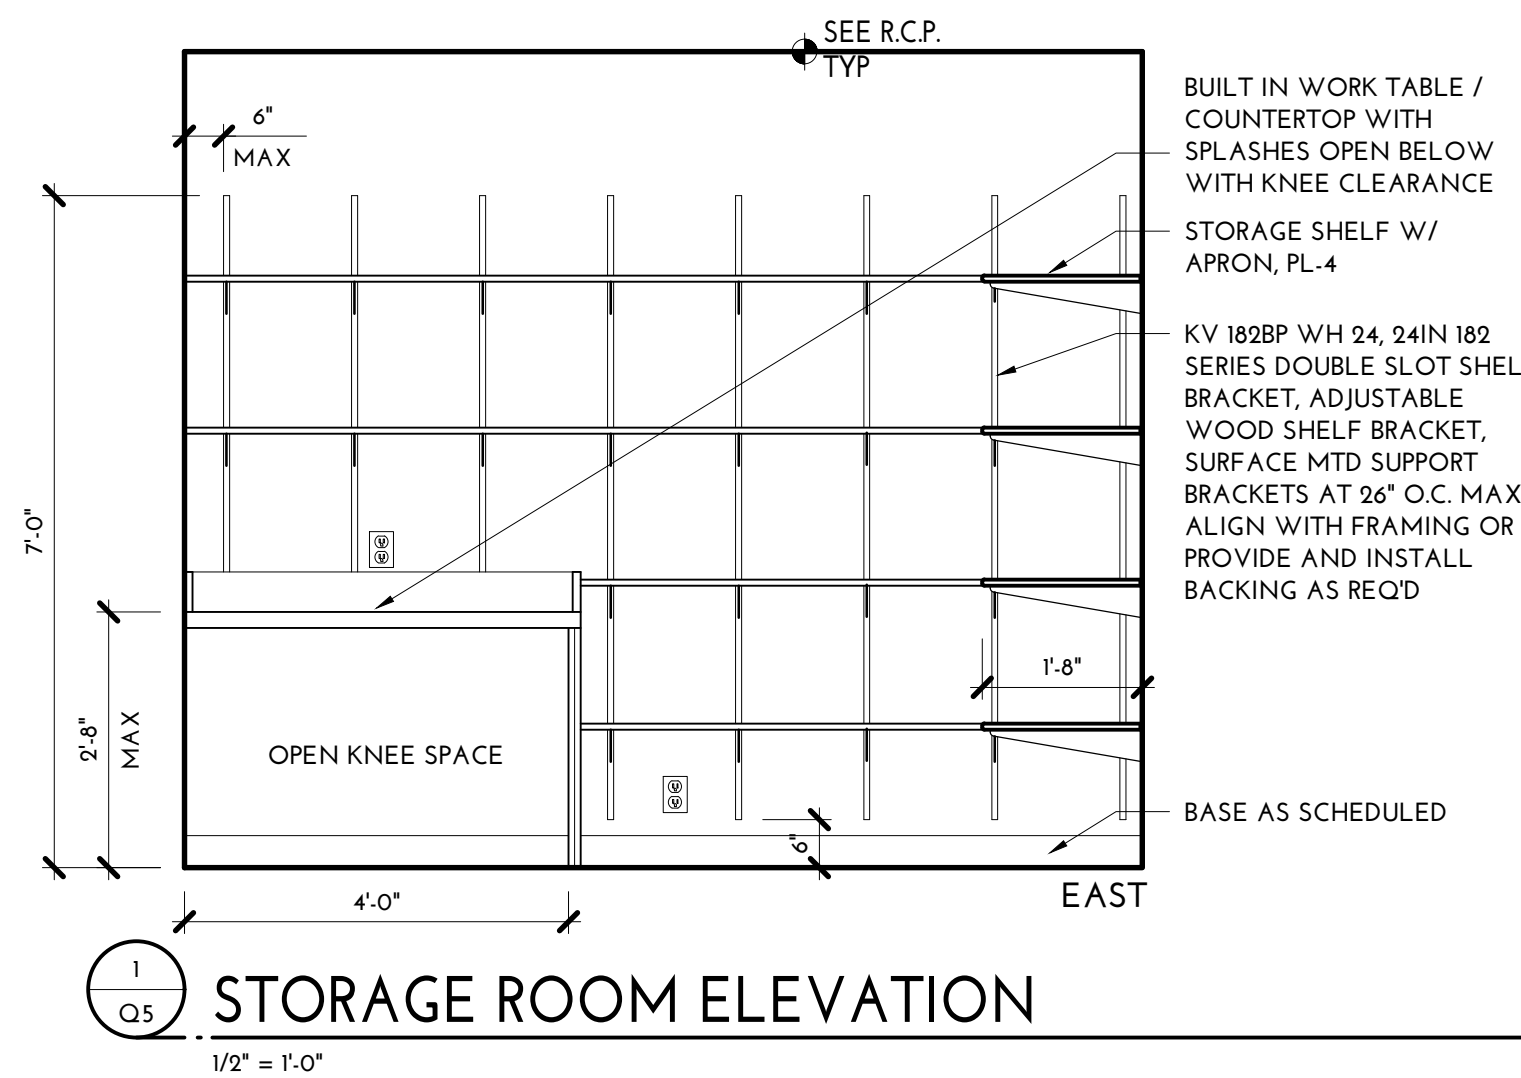 SEE R.C.P.
TYP
6"
MAX
BUILT IN WORK TABLE /
COUNTERTOP WITH
SPLASHES OPEN BELOW
WITH KNEE CLEARANCE
STORAGE SHELF W/
APRON, PL-4
KV 182BP WH 24, 24IN 182
SERIES DOUBLE SLOT SHEL
BRACKET, ADJUSTABLE
WOOD SHELF BRACKET,
SURFACE MTD SUPPORT
BRACKETS AT 26" O.C. MAX
ALIGN WITH FRAMING OR
PROVIDE AND INSTALL
BACKING AS REQ'D
7'-0"
2'-8"
MAX
1'-8"
OPEN KNEE SPACE
6"
BASE AS SCHEDULED
EAST
4'-0"
1
Q5
STORAGE ROOM ELEVATION
1/2" = 1'-0"